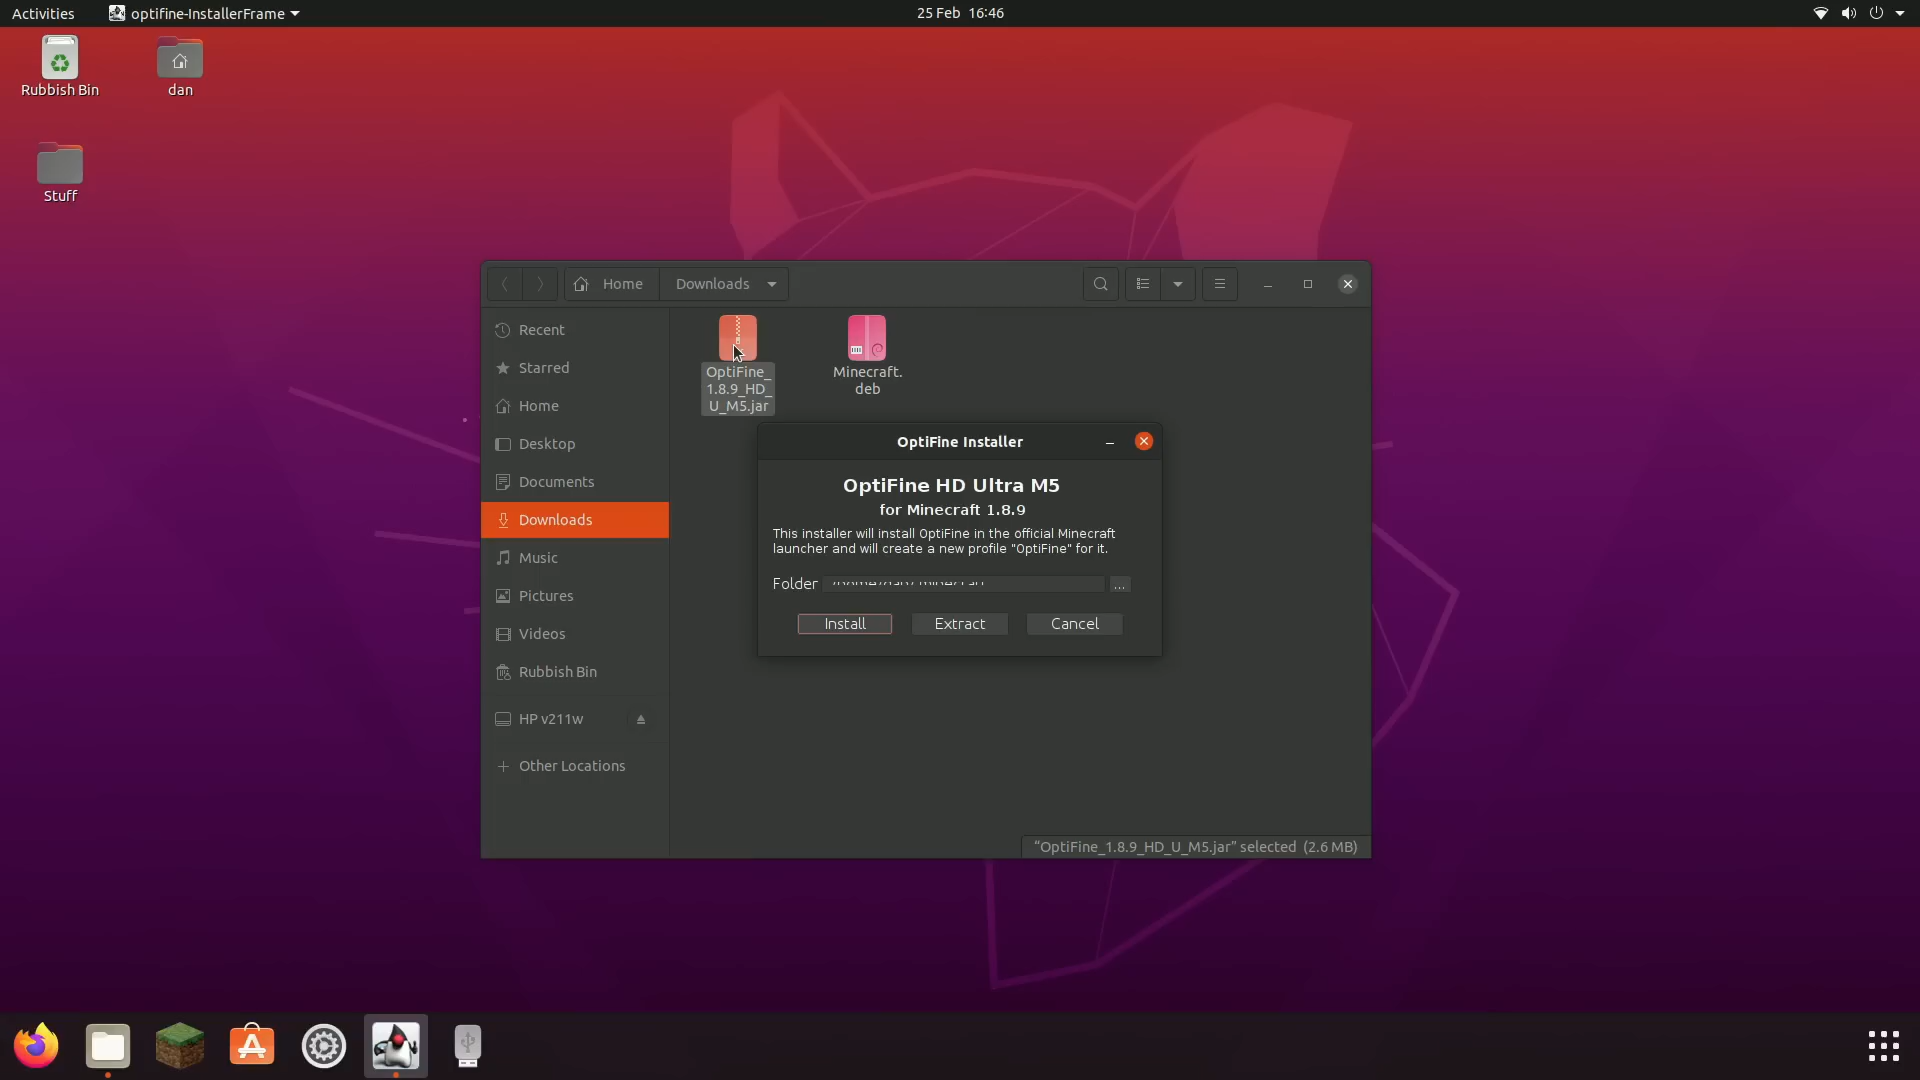 Activities
optifine-InstallerFrame
25 Feb 16:46
Rubbish Bin
dan
Stuff
Home
Downloads
Recent
Starred
Home
Desktop
Documents
Downloads
Music
Pictures
Videos
Rubbish Bin
HP v211w
Other Locations
OptiFine_
1.8.9_HD_
U_M5.jar
Minecraft.
deb
OptiFine Installer
OptiFine HD Ultra M5
for Minecraft 1.8.9
This installer will install OptiFine in the official Minecraft
launcher and will create a new profile "OptiFine" for it.
Folder
...
Install
Extract
Cancel
“OptiFine_1.8.9_HD_U_M5.jar” selected (2.6 MB)